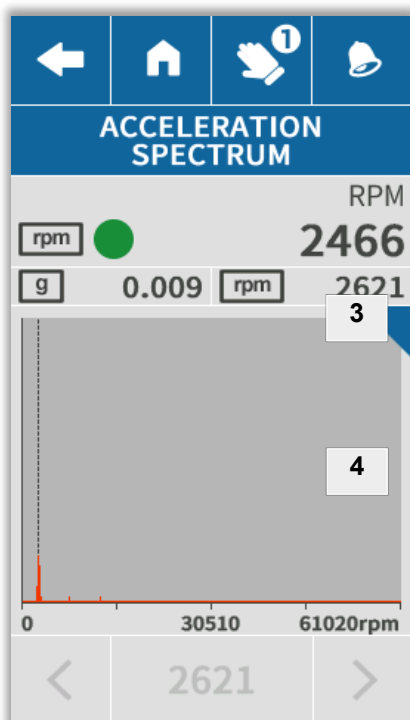 1
ACCELERATION
SPECTRUM
RPM
rpm 2466
g 0.009 rpm 2621
3
4
0 30510 61020rpm
2621